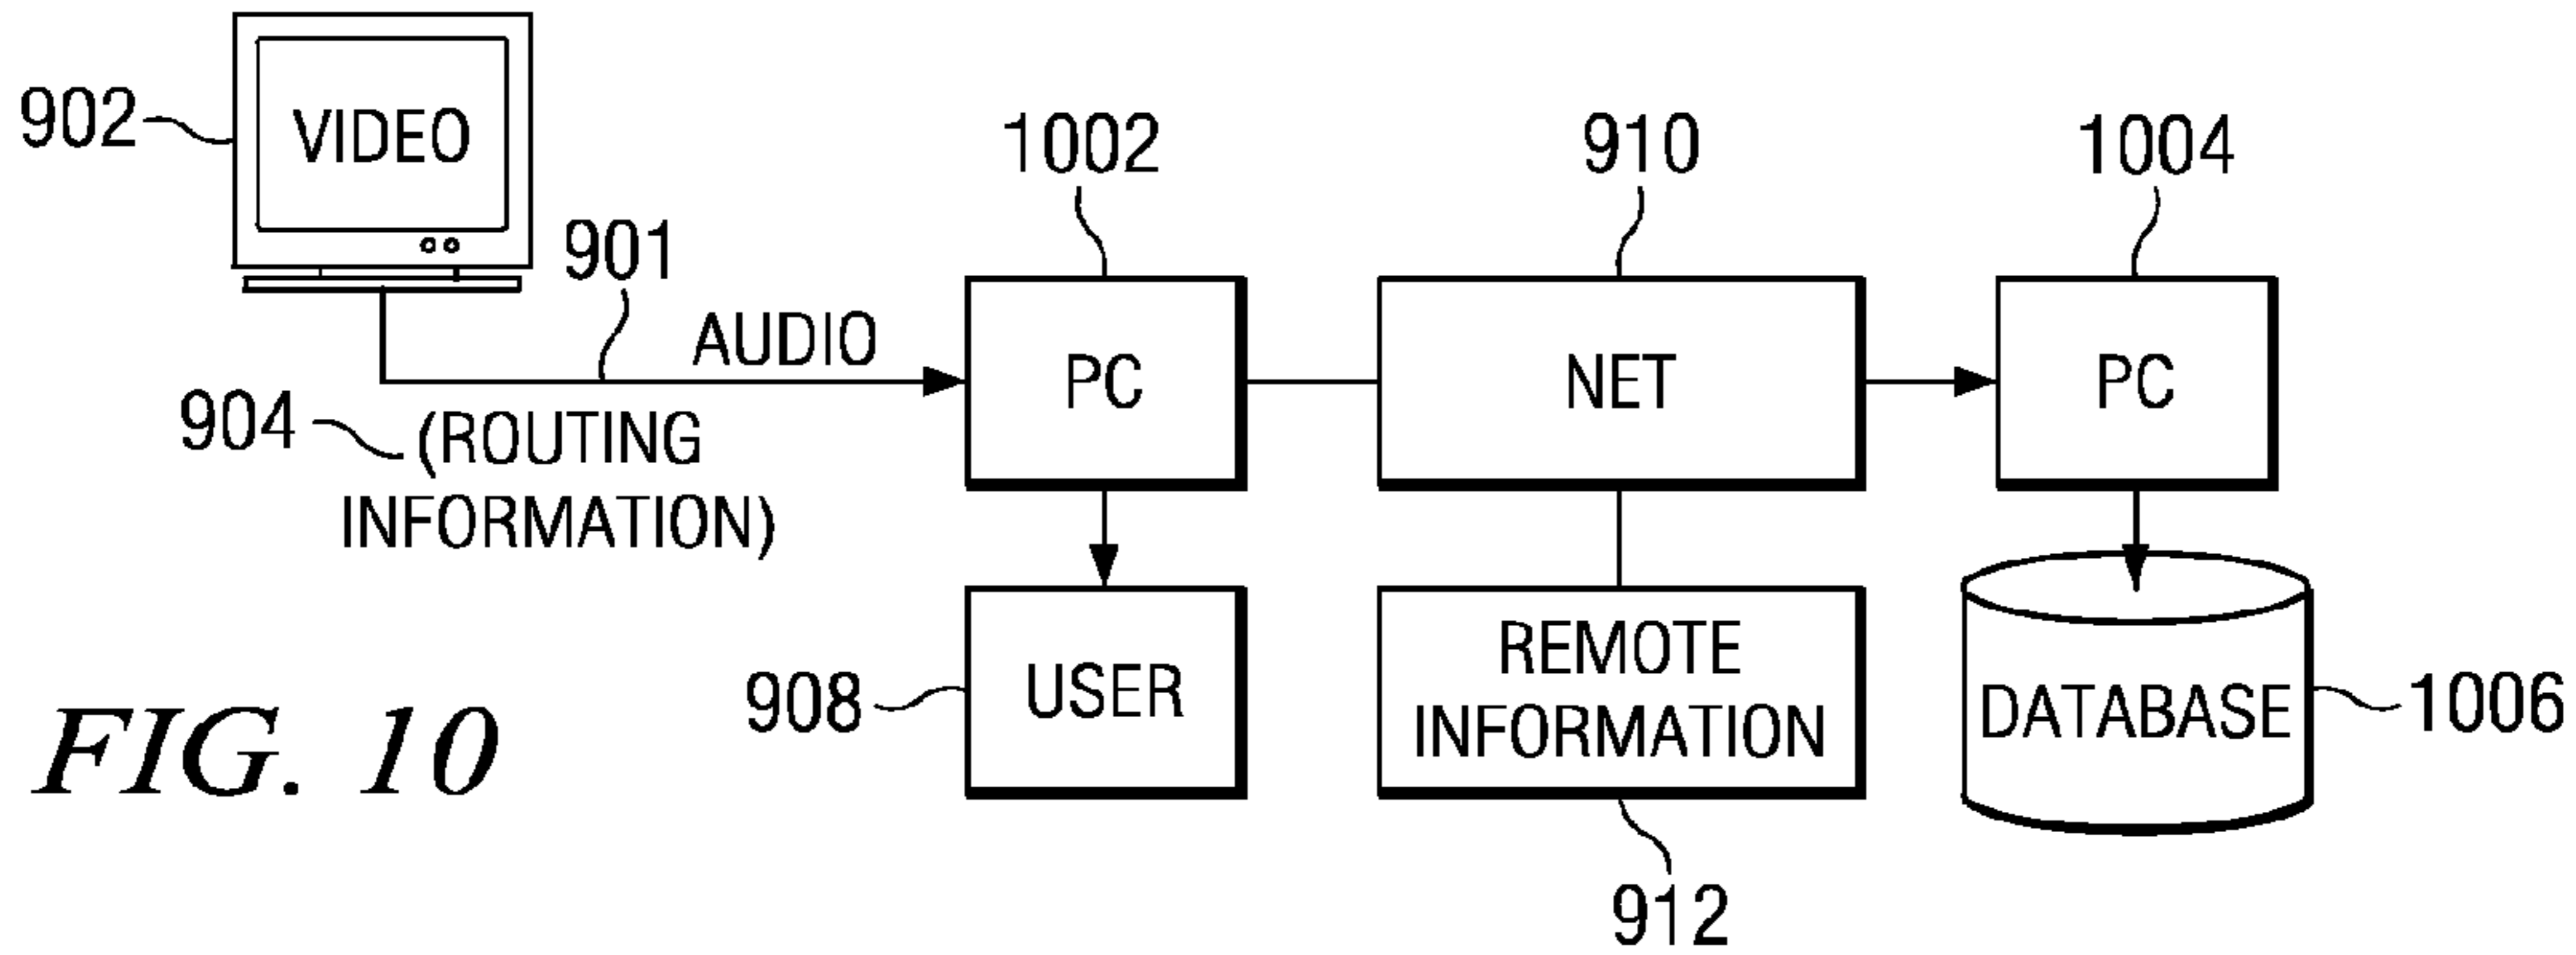 VIDEO
902
1002
910
1004
901
AUDIO
PC
NET
PC
904
(ROUTING
INFORMATION)
908
USER
REMOTE
INFORMATION
DATABASE
1006
912
FIG. 10